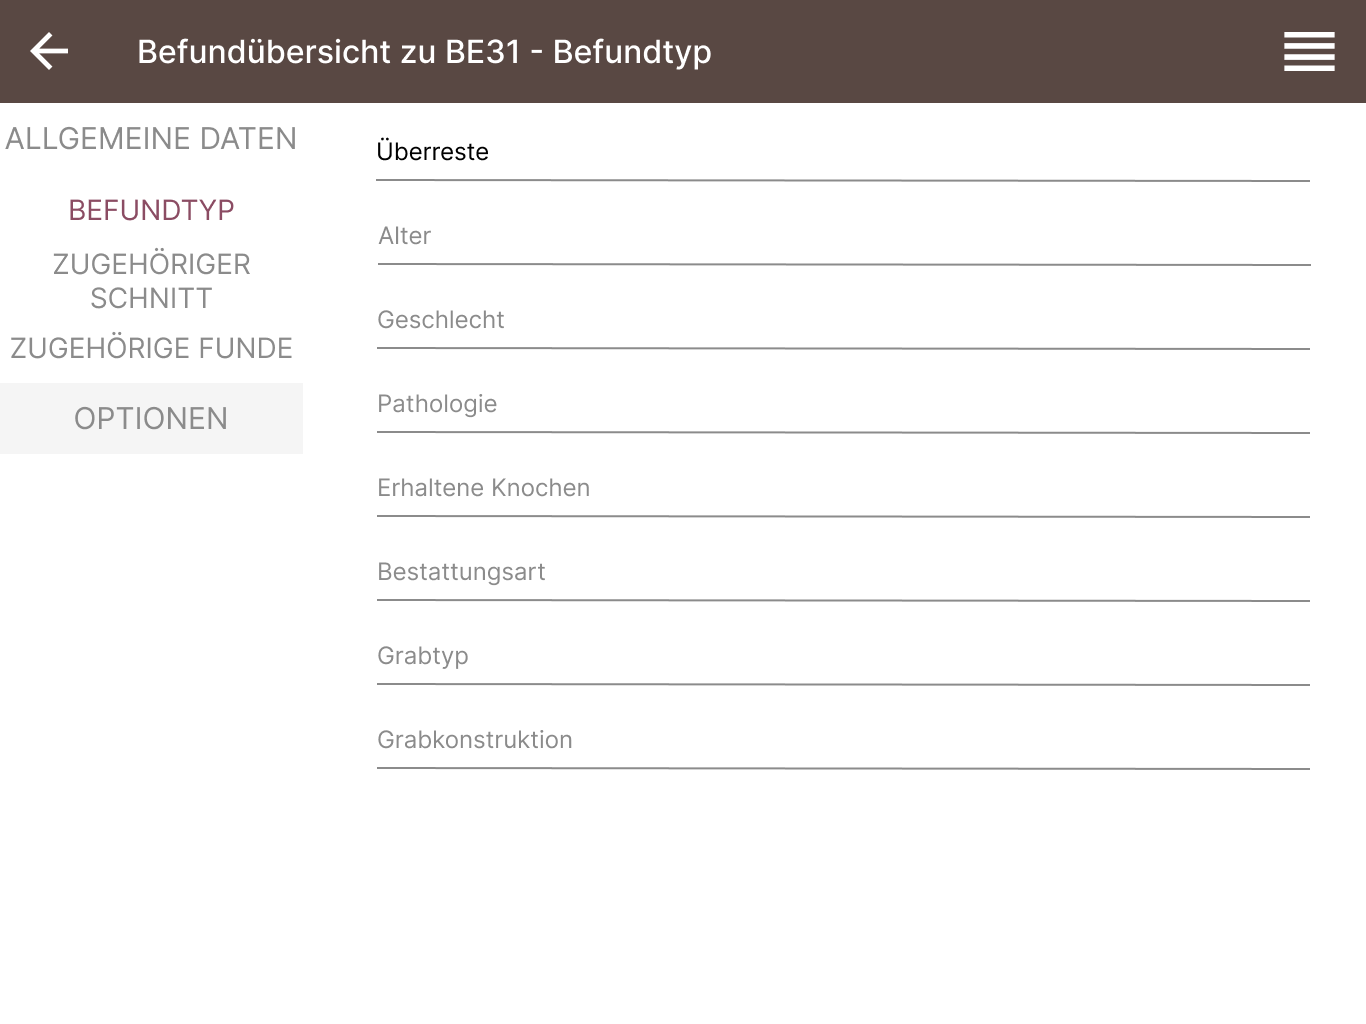 Befundübersicht zu BE31 - Befundtyp
ALLGEMEINE DATEN
BEFUNDTYP
ZUGEHÖRIGER
SCHNITT
ZUGEHÖRIGE FUNDE
OPTIONEN
Überreste
Alter
Geschlecht
Pathologie
Erhaltene Knochen
Bestattungsart
Grabtyp
Grabkonstruktion